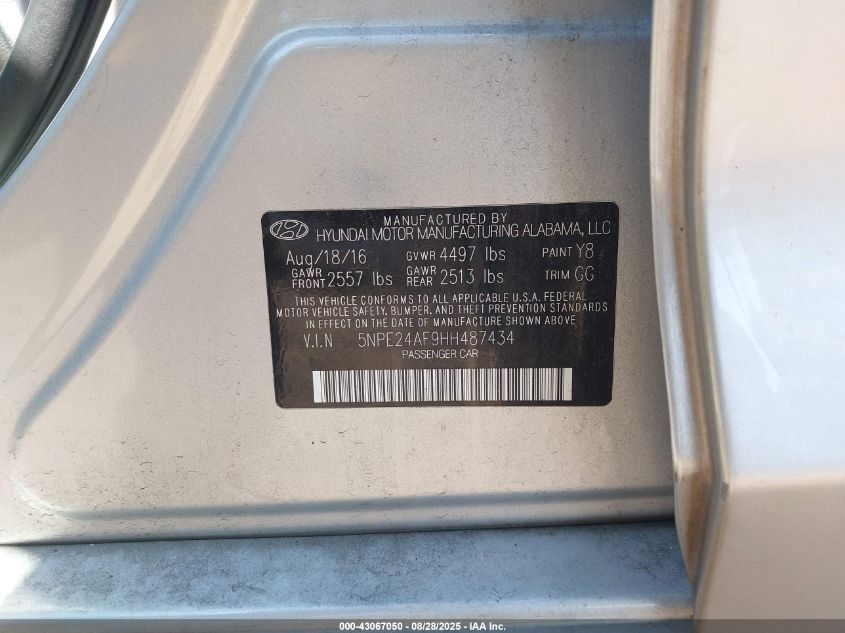 MANUFACTURED BY
HYUNDAI MOTOR MANUFACTURING ALABAMA, LLC
Aug/18/16 GVWR 4497 lbs PAINT Y8
GAWR FRONT 2557 lbs GAWR REAR 2513 lbs TRIM GG
THIS VEHICLE CONFORMS TO ALL APPLICABLE U.S.A. FEDERAL
MOTOR VEHICLE SAFETY, BUMPER, AND THEFT PREVENTION STANDARDS
IN EFFECT ON THE DATE OF MANUFACTURE SHOWN ABOVE
V.I.N 5NPE24AF9HH487434
PASSENGER CAR
000-43067050 - 08/28/2025 - IAA Inc.